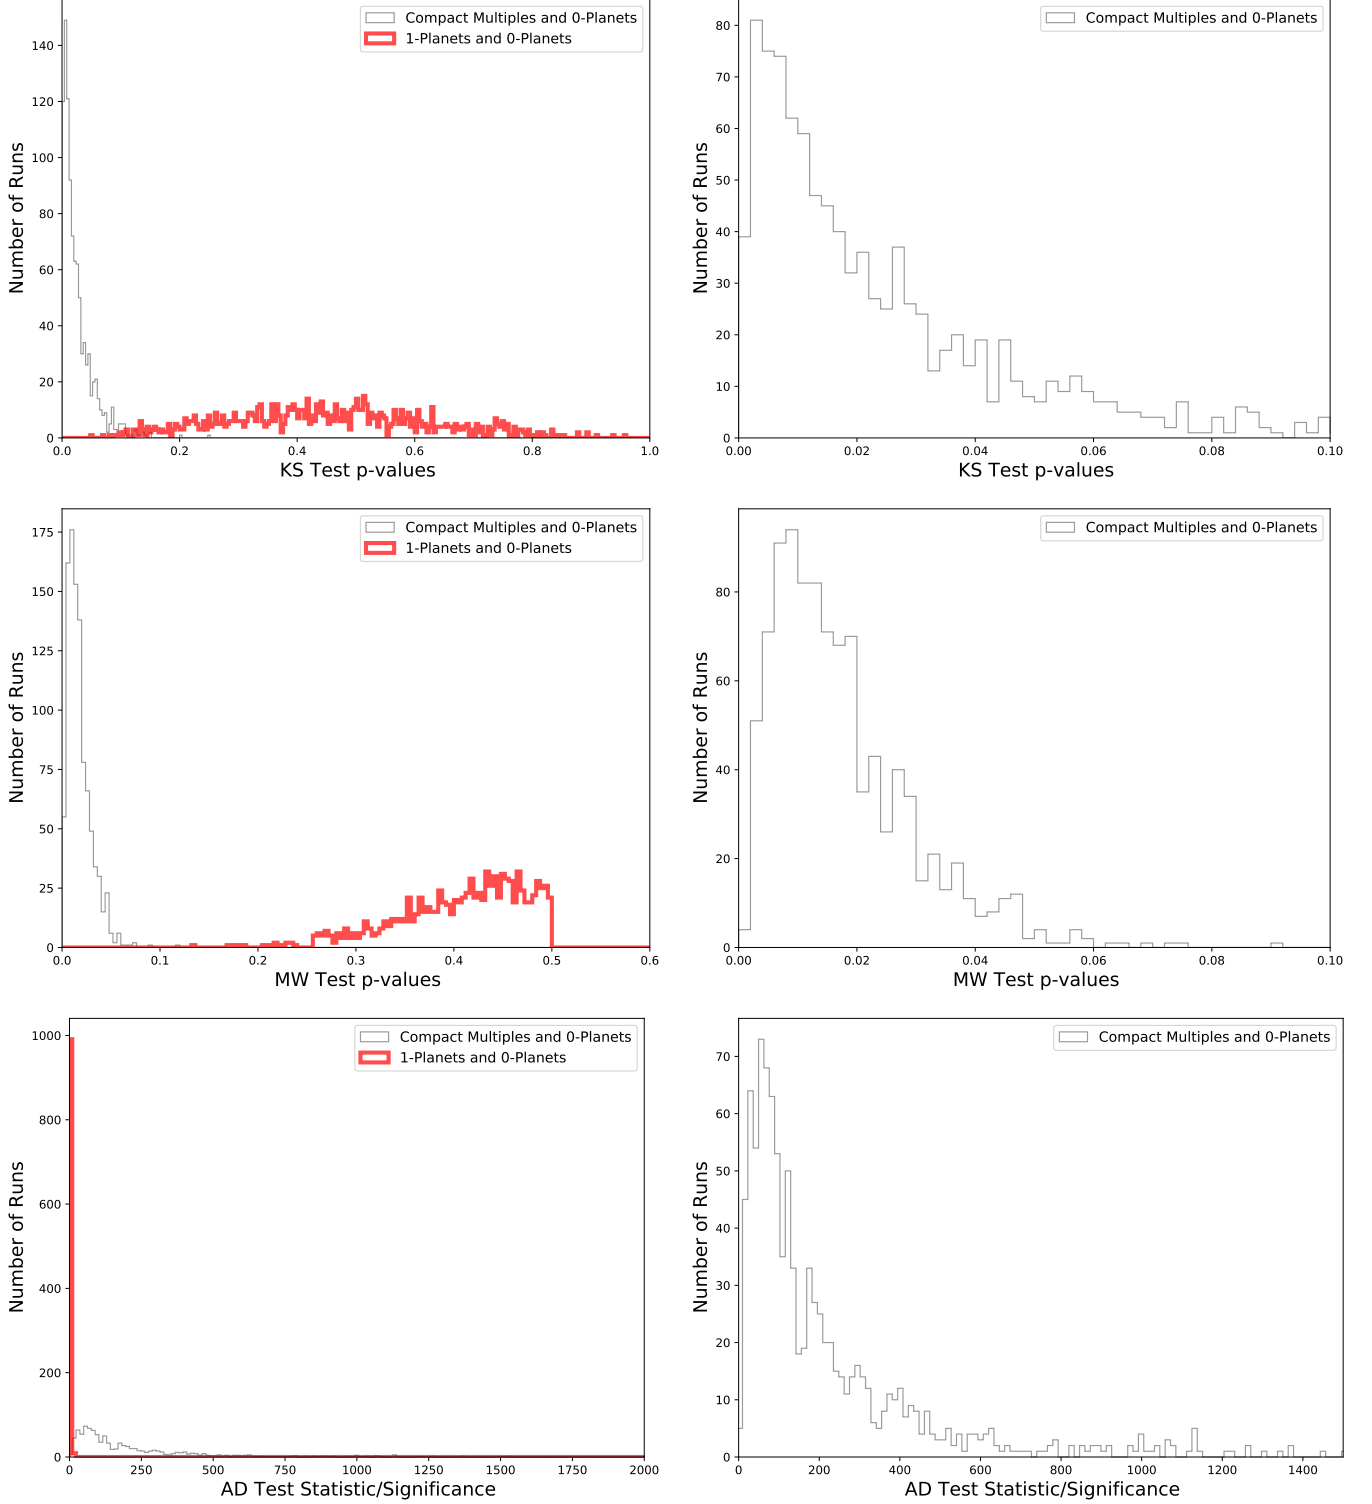 Compact Multiples and 0-Planets
1-Planets and 0-Planets
Number of Runs
140
120
100
80
60
40
20
0
0.0 0.2 0.4 0.6 0.8 1.0
KS Test p-values
Compact Multiples and 0-Planets
Number of Runs
80
70
60
50
40
30
20
10
0
0.00 0.02 0.04 0.06 0.08 0.10
KS Test p-values
Compact Multiples and 0-Planets
1-Planets and 0-Planets
Number of Runs
175
150
125
100
75
50
25
0
0.0 0.1 0.2 0.3 0.4 0.5 0.6
MW Test p-values
Compact Multiples and 0-Planets
Number of Runs
80
60
40
20
0
0.00 0.02 0.04 0.06 0.08 0.10
MW Test p-values
Compact Multiples and 0-Planets
1-Planets and 0-Planets
Number of Runs
1000
800
600
400
200
0
0 250 500 750 1000 1250 1500 1750 2000
AD Test Statistic/Significance
Compact Multiples and 0-Planets
Number of Runs
70
60
50
40
30
20
10
0
0 200 400 600 800 1000 1200 1400
AD Test Statistic/Significance